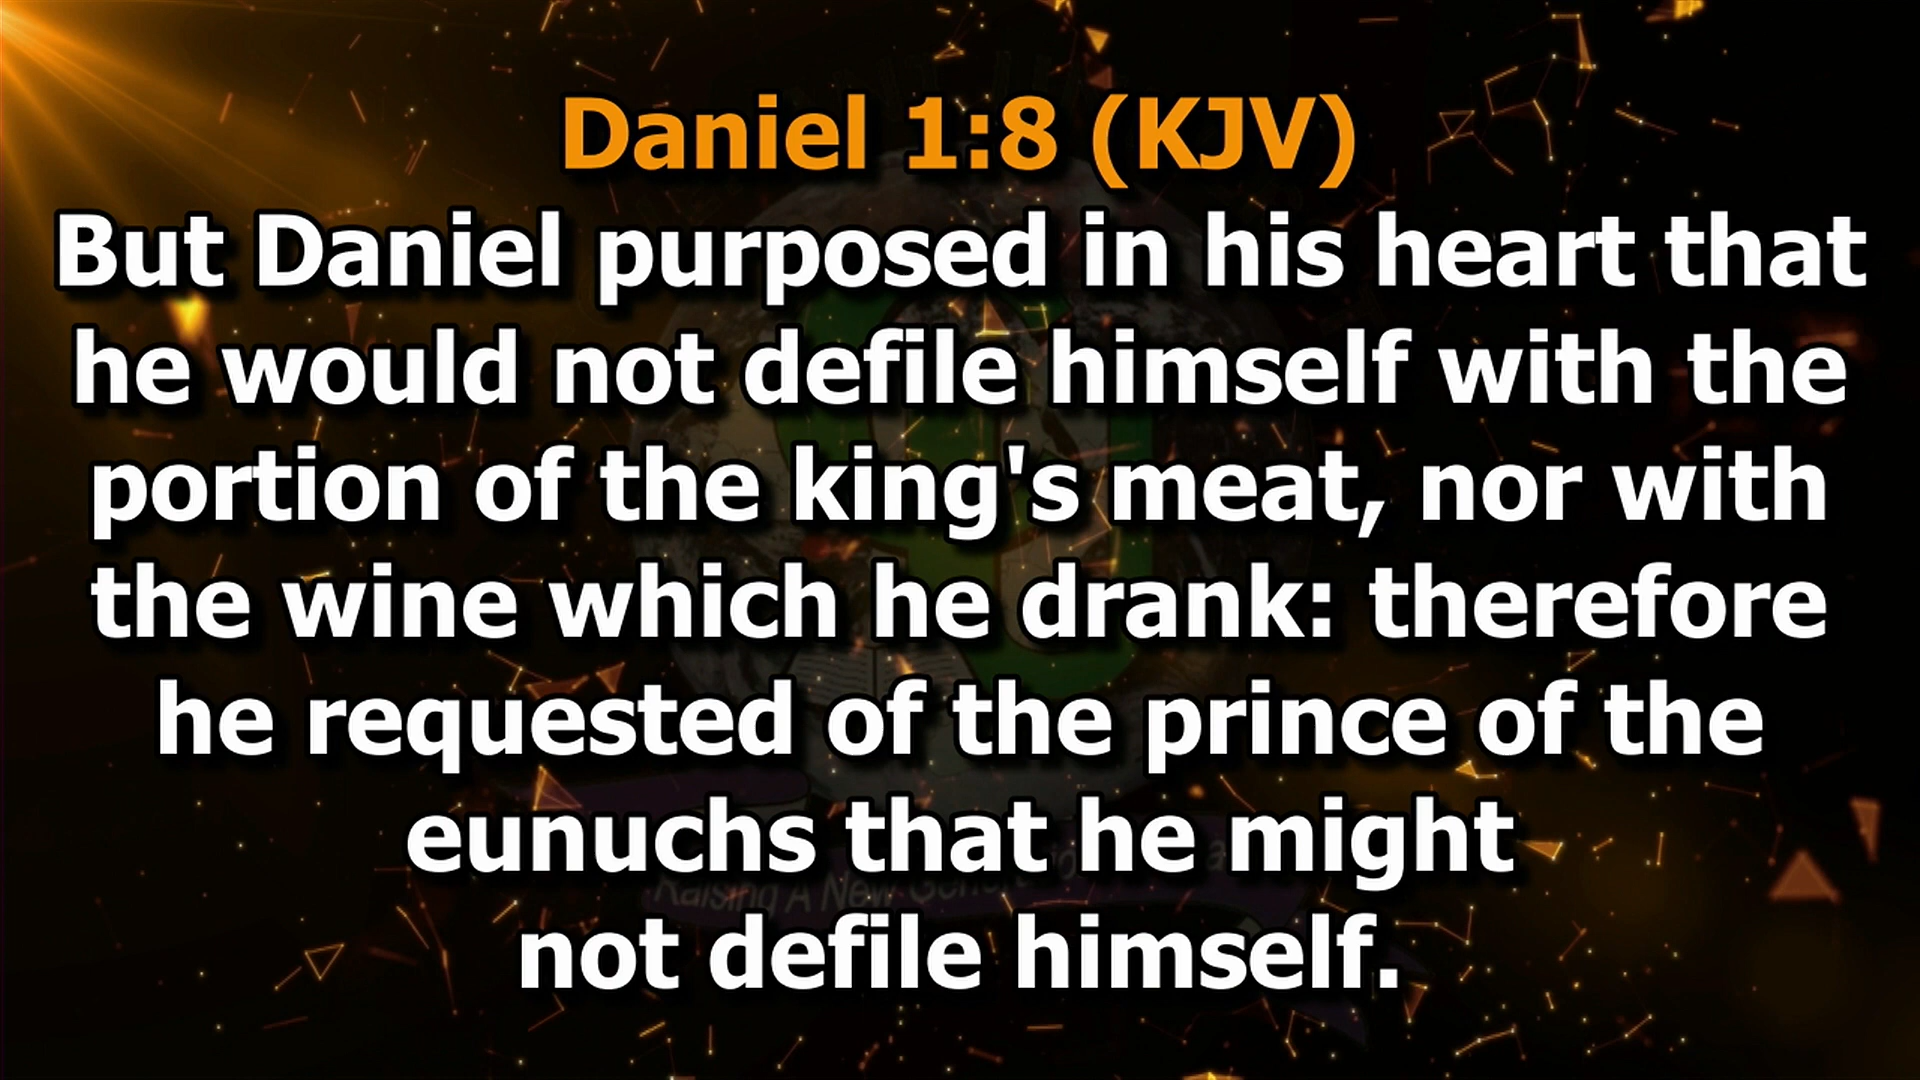 Daniel 1:8 (KJV)
But Daniel purposed in his heart that
he would not defile himself with the
portion of the king's meat, nor with
the wine which he drank: therefore
he requested of the prince of the
eunuchs that he might
Raising A New
not defile himself.